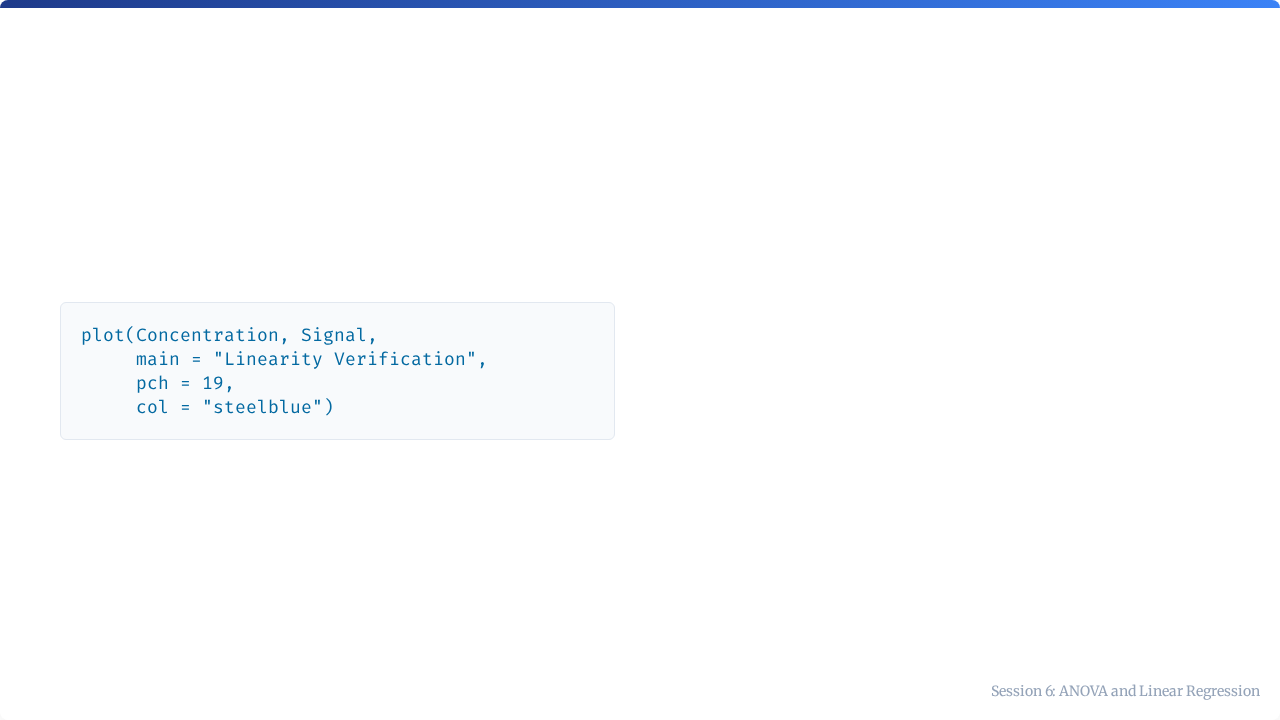 plot(Concentration, Signal,
     main = "Linearity Verification",
     pch = 19,
     col = "steelblue")
Session 6: ANOVA and Linear Regression